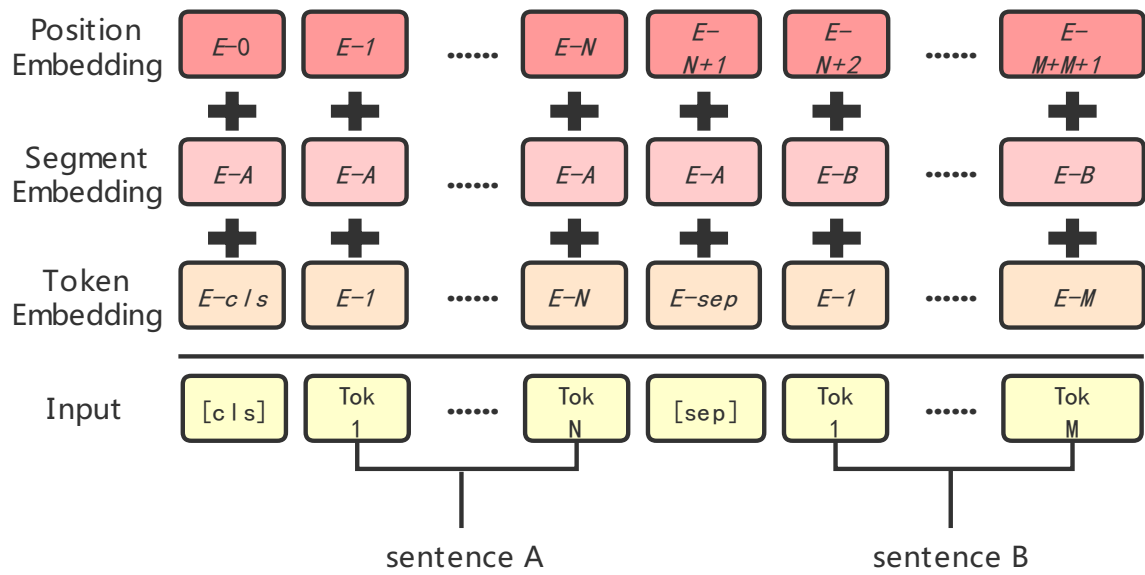 Position
Embedding
E-0
E-1
......
E-N
E-
N+1
E-
N+2
......
E-
M+M+1
Segment
Embedding
E-A
E-A
......
E-A
E-A
E-B
......
E-B
Token
Embedding
E-cls
E-1
......
E-N
E-sep
E-1
......
E-M
Input
[cls]
Tok
1
......
Tok
N
[sep]
Tok
1
......
Tok
M
sentence A
sentence B